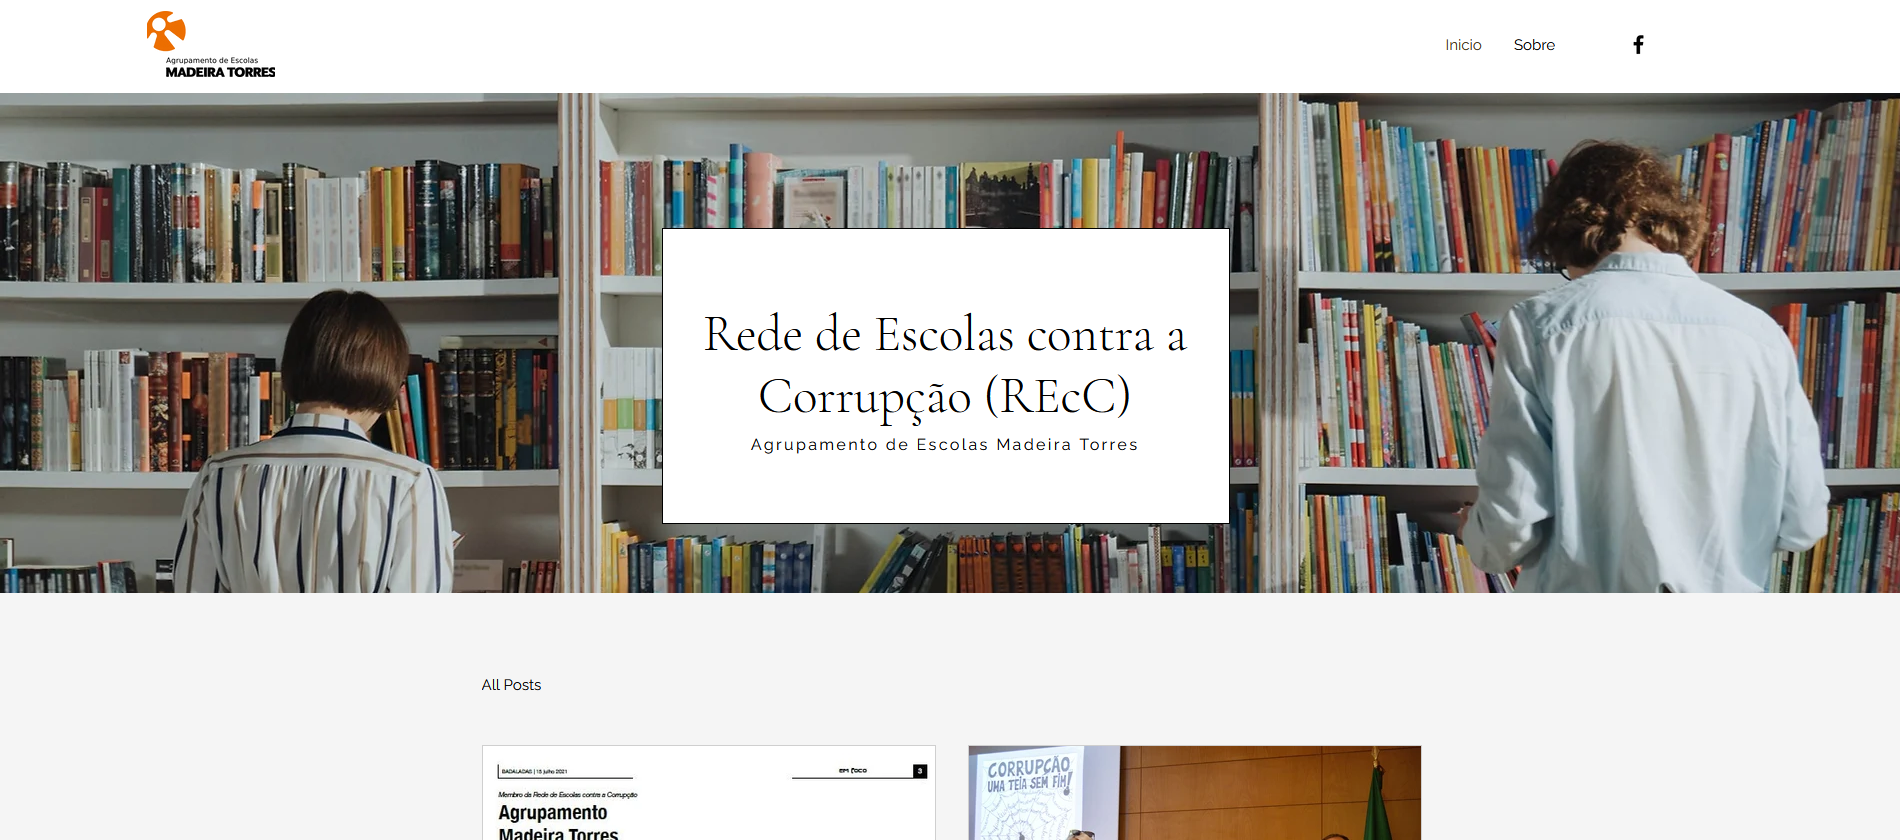 Agrupamento de Escolas
MADEIRA TORRES
Inicio
Sobre
Rede de Escolas contra a
Corrupção (REcC)
Agrupamento de Escolas Madeira Torres
All Posts
BADALADAS | 15 julho 2021
EM FOCO
3
Membro da Rede de Escolas contra a Corrupção
Agrupamento
Madeira Torres
CORRUPÇÃO
UMA TEIA SEM FIM!